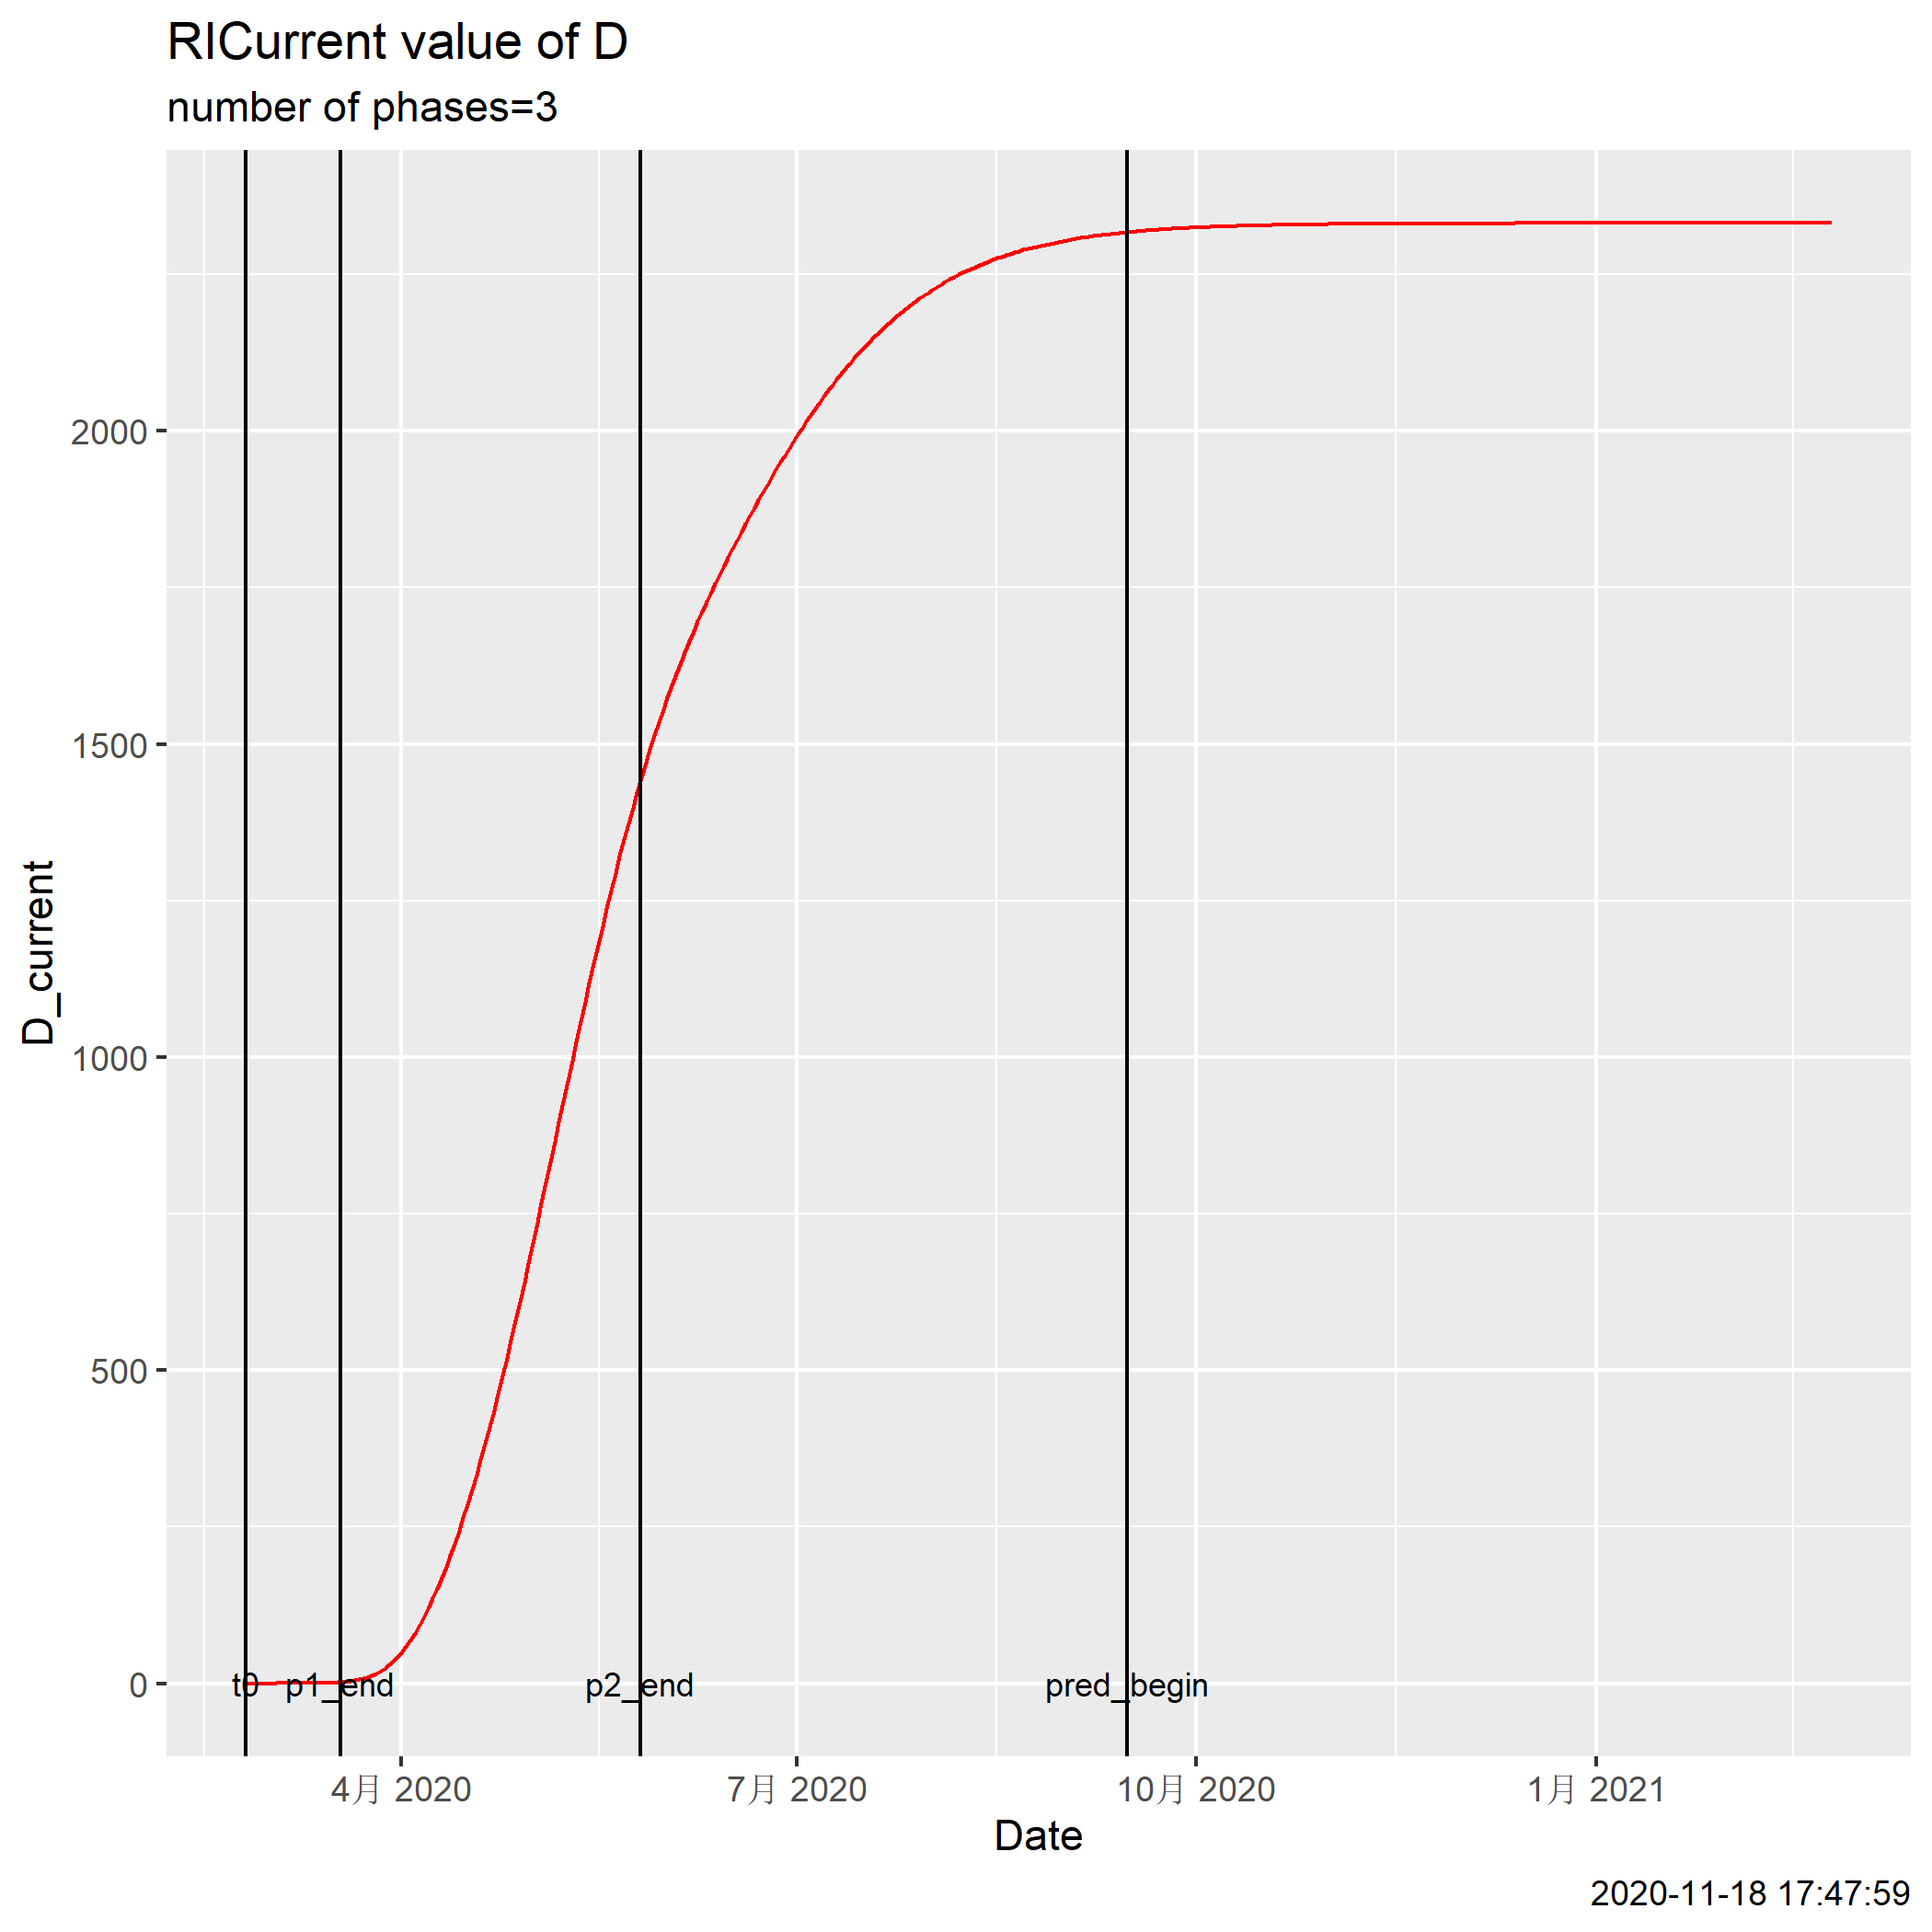 RICurrent value of D
number of phases=3
D_current
2000
1500
1000
500
0
t0 p1_end p2_end pred_begin
4月 2020 7月 2020 10月 2020 1月 2021
Date
2020-11-18 17:47:59